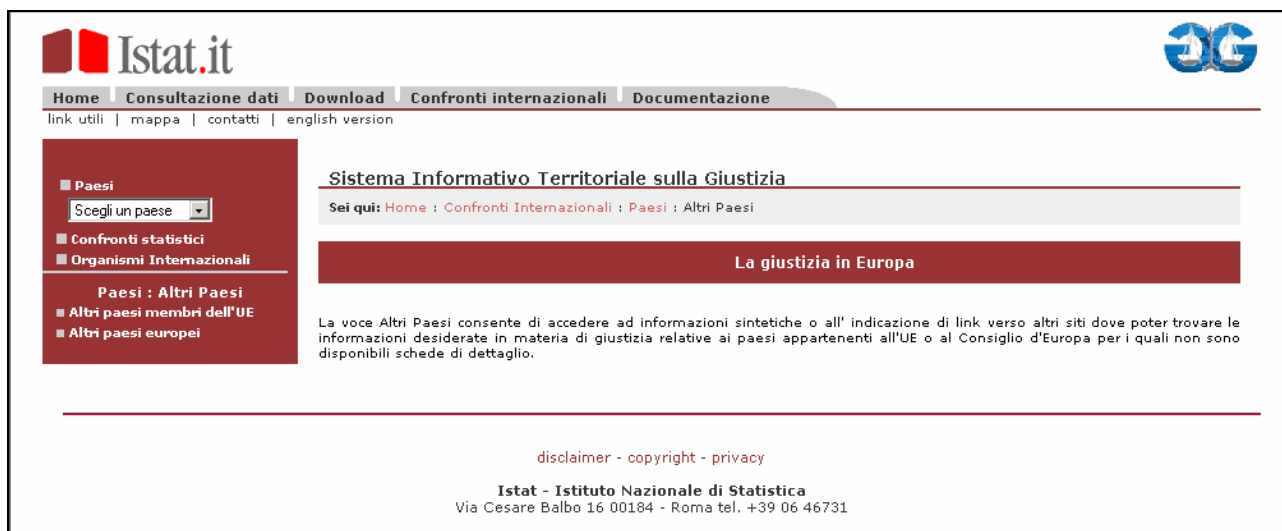 Istat.it
Home Consultazione dati Download Confronti internazionali Documentazione
link utili | mappa | contatti | english version
Paesi
Scegli un paese
Confronti statistici
Organismi Internazionali
Paesi : Altri Paesi
Altri paesi membri dell'UE
Altri paesi europei
Sistema Informativo Territoriale sulla Giustizia
Sei qui: Home : Confronti Internazionali : Paesi : Altri Paesi
La giustizia in Europa
La voce Altri Paesi consente di accedere ad informazioni sintetiche o all' indicazione di link verso altri siti dove poter trovare le
informazioni desiderate in materia di giustizia relative ai paesi appartenenti all'UE o al Consiglio d'Europa per i quali non sono
disponibili schede di dettaglio.
disclaimer - copyright - privacy
Istat - Istituto Nazionale di Statistica
Via Cesare Balbo 16 00184 - Roma tel. +39 06 46731